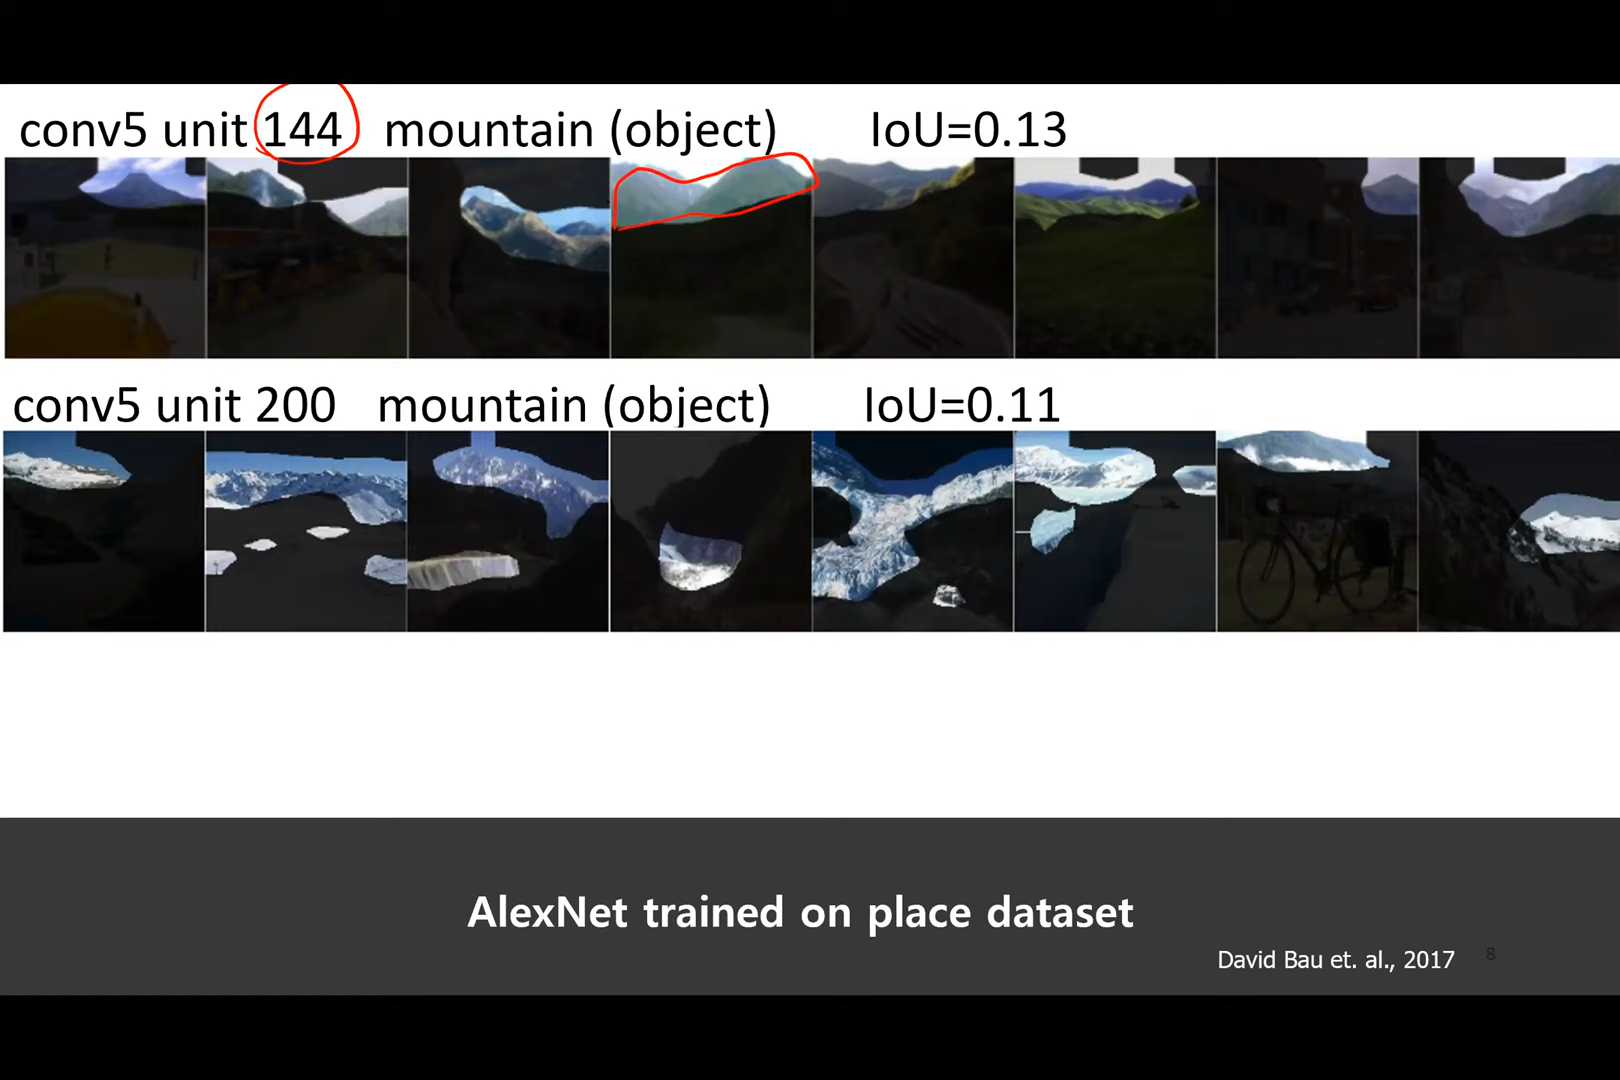 conv5 unit 144 mountain (object) IoU=0.13
conv5 unit 200 mountain (object) IoU=0.11
AlexNet trained on place dataset
David Bau et. al., 2017 8